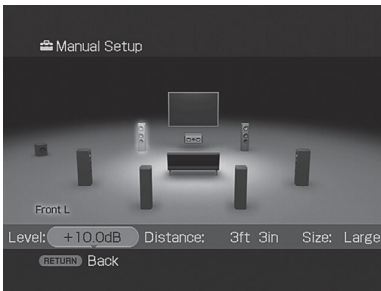 Manual Setup
Front L
Level: +10.0dB Distance: 3ft 3in Size: Large
RETURN Back